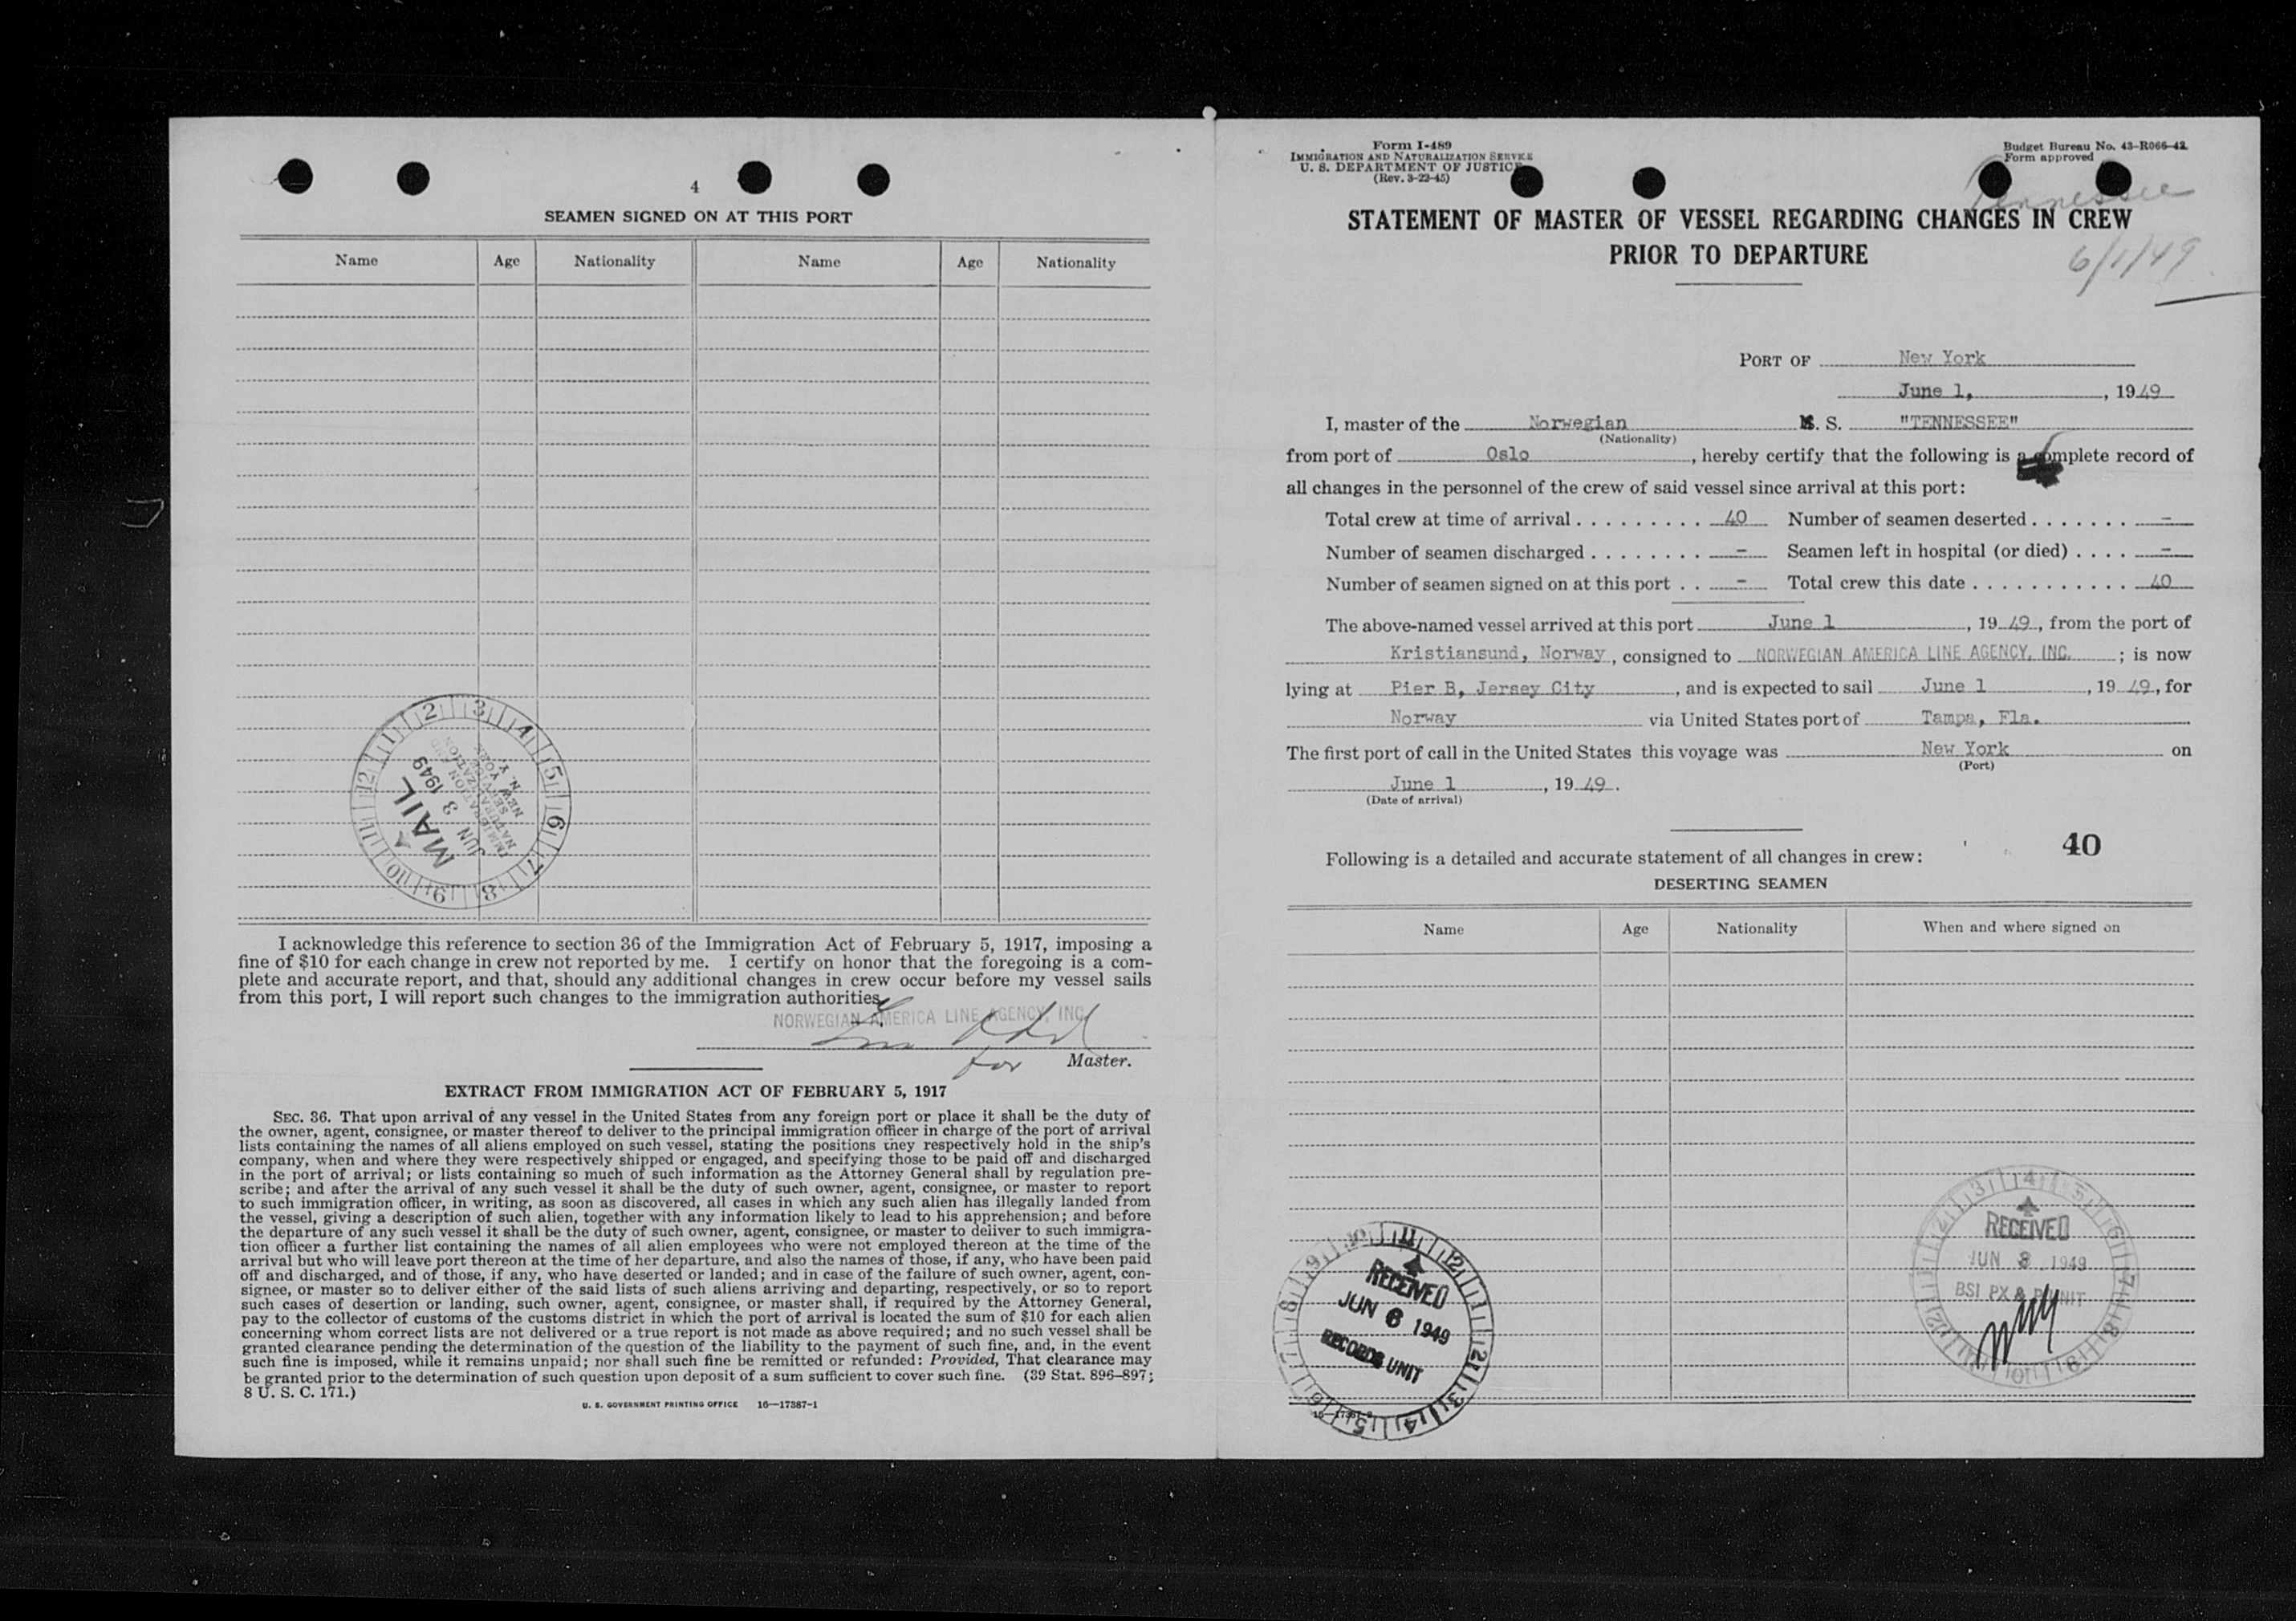 4
SEAMEN SIGNED ON AT THIS PORT
Name Age Nationality Name Age Nationality
MAIL
JUN 3 1949
IMMIGRATION AND
NATURALIZATION
SERVICE
NEW YORK
N. Y.
I acknowledge this reference to section 36 of the Immigration Act of February 5, 1917, imposing a
fine of $10 for each change in crew not reported by me. I certify on honor that the foregoing is a com-
plete and accurate report, and that, should any additional changes in crew occur before my vessel sails
from this port, I will report such changes to the immigration authorities.
NORWEGIAN AMERICA LINE AGENCY, INC.
for Master.
EXTRACT FROM IMMIGRATION ACT OF FEBRUARY 5, 1917
SEC. 36. That upon arrival of any vessel in the United States from any foreign port or place it shall be the duty of
the owner, agent, consignee, or master thereof to deliver to the principal immigration officer in charge of the port of arrival
lists containing the names of all aliens employed on such vessel, stating the positions they respectively hold in the ship's
company, when and where they were respectively shipped or engaged, and specifying those to be paid off and discharged
in the port of arrival; or lists containing so much of such information as the Attorney General shall by regulation pre-
scribe; and after the arrival of any such vessel it shall be the duty of such owner, agent, consignee, or master to report
to such immigration officer, in writing, as soon as discovered, all cases in which any such alien has illegally landed from
the vessel, giving a description of such alien, together with any information likely to lead to his apprehension; and before
the departure of any such vessel it shall be the duty of such owner, agent, consignee, or master to deliver to such immigra-
tion officer a further list containing the names of all alien employees who were not employed thereon at the time of the
arrival but who will leave port thereon at the time of her departure, and also the names of those, if any, who have been paid
off and discharged, and of those, if any, who have deserted or landed; and in case of the failure of such owner, agent, con-
signee, or master so to deliver either of the said lists of such aliens arriving and departing, respectively, or so to report
such cases of desertion or landing, such owner, agent, consignee, or master shall, if required by the Attorney General,
pay to the collector of customs of the customs district in which the port of arrival is located the sum of $10 for each alien
concerning whom correct lists are not delivered or a true report is not made as above required; and no such vessel shall be
granted clearance pending the determination of the question of the liability to the payment of such fine, and, in the event
such fine is imposed, while it remains unpaid; nor shall such fine be remitted or refunded: Provided, That clearance may
be granted prior to the determination of such question upon deposit of a sum sufficient to cover such fine. (39 Stat. 896–897;
8 U. S. C. 171.)
U. S. GOVERNMENT PRINTING OFFICE 16—17387-1
Form I-489
IMMIGRATION AND NATURALIZATION SERVICE
U. S. DEPARTMENT OF JUSTICE
(Rev. 3-22-45)
Budget Bureau No. 43-R066-42
Form approved
Tennessee
STATEMENT OF MASTER OF VESSEL REGARDING CHANGES IN CREW
PRIOR TO DEPARTURE
6/1/49
PORT OF New York
June 1, , 1949
I, master of the Norwegian M. S. "TENNESSEE"
(Nationality)
from port of Oslo , hereby certify that the following is a complete record of
all changes in the personnel of the crew of said vessel since arrival at this port:
Total crew at time of arrival . . . . . . . . . 40 Number of seamen deserted . . . . . . . –
Number of seamen discharged . . . . . . . . – Seamen left in hospital (or died) . . . . –
Number of seamen signed on at this port . . – Total crew this date . . . . . . . . . . . . 40
The above-named vessel arrived at this port June 1 , 1949 , from the port of
Kristiansund, Norway , consigned to NORWEGIAN AMERICA LINE AGENCY, INC. ; is now
lying at Pier B, Jersey City , and is expected to sail June 1 , 1949 , for
Norway via United States port of Tampa, Fla.
The first port of call in the United States this voyage was New York on
(Port)
June 1 , 1949 .
(Date of arrival)
40
Following is a detailed and accurate statement of all changes in crew:
DESERTING SEAMEN
Name Age Nationality When and where signed on
RECEIVED
JUN 8 1949
BSI PX &
RECEIVED
JUN 6 1949
RECORDS UNIT